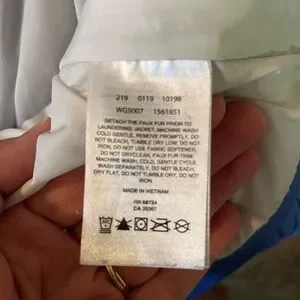 219 0119 10198
WG5007 1561851
DETACH THE FAUX FUR PRIOR TO
LAUNDERING. JACKET, MACHINE WASH
COLD GENTLE, REMOVE PROMPTLY, DO
NOT BLEACH, TUMBLE DRY LOW, DO NOT
IRON, DO NOT USE FABRIC SOFTENER,
DO NOT DRYCLEAN. FAUX FUR TRIM,
MACHINE WASH, COLD, GENTLE CYCLE
WASH SEPARATELY, DO NOT BLEACH,
DRY FLAT, DO NOT TUMBLE DRY, DO NOT
IRON.
MADE IN VIETNAM
RN
CA